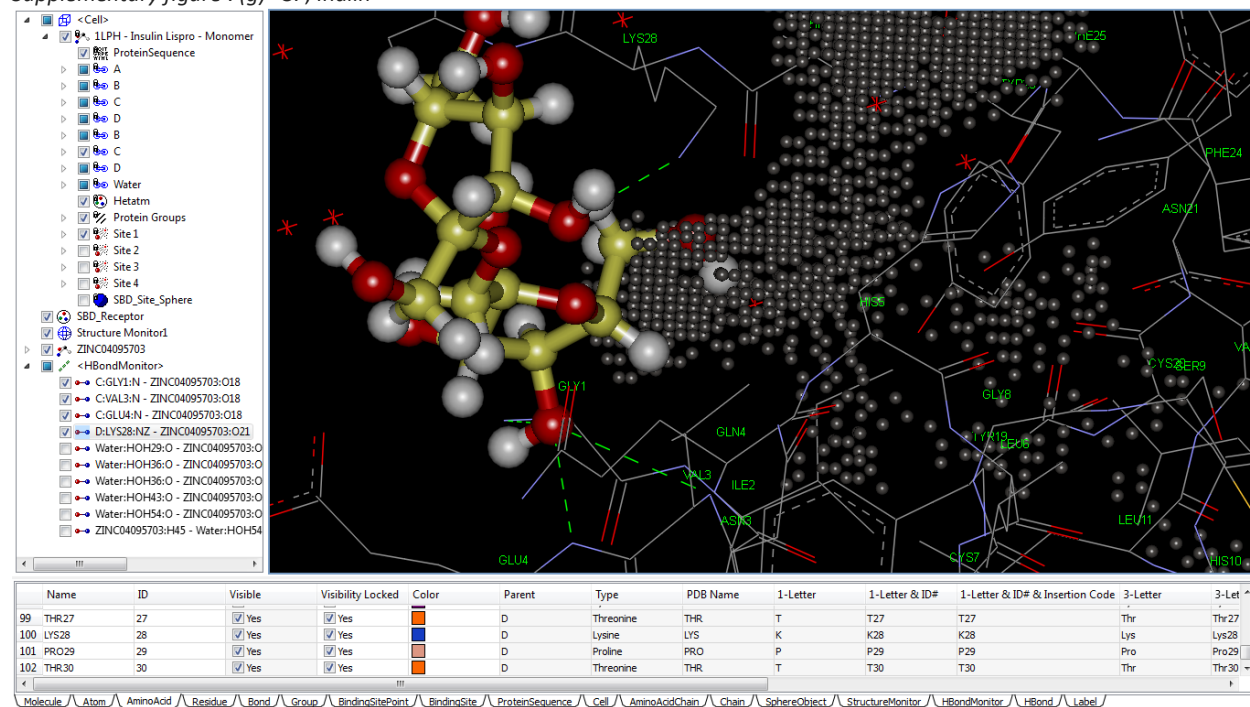 <Cell>
1LPH - Insulin Lispro - Monomer
ProteinSequence
A
B
C
D
B
C
D
Water
Hetatm
Protein Groups
Site 1
Site 2
Site 3
Site 4
SBD_Site_Sphere
SBD_Receptor
Structure Monitor1
ZINC04095703
<HBondMonitor>
C:GLY1:N - ZINC04095703:O18
C:VAL3:N - ZINC04095703:O18
C:GLU4:N - ZINC04095703:O18
D:LYS28:NZ - ZINC04095703:O21
Water:HOH29:O - ZINC04095703:O
Water:HOH36:O - ZINC04095703:O
Water:HOH36:O - ZINC04095703:O
Water:HOH43:O - ZINC04095703:O
Water:HOH54:O - ZINC04095703:O
ZINC04095703:H45 - Water:HOH54
LYS28
PHE24
ASN21
HIS5
SER9
GLY1
GLY8
GLN4
TYR19
LEU6
VAL3
ILE2
ASN3
LEU11
GLU4
CYS7
HIS10
Name ID Visible Visibility Locked Color Parent Type PDB Name 1-Letter 1-Letter & ID# 1-Letter & ID# & Insertion Code 3-Letter 3-Let
99 THR27 27 Yes Yes D Threonine THR T T27 T27 Thr Thr27
100 LYS28 28 Yes Yes D Lysine LYS K K28 K28 Lys Lys28
101 PRO29 29 Yes Yes D Proline PRO P P29 P29 Pro Pro29
102 THR30 30 Yes Yes D Threonine THR T T30 T30 Thr Thr30
Molecule Atom AminoAcid Residue Bond Group BindingSitePoint BindingSite ProteinSequence Cell AminoAcidChain Chain SphereObject StructureMonitor HBondMonitor HBond Label